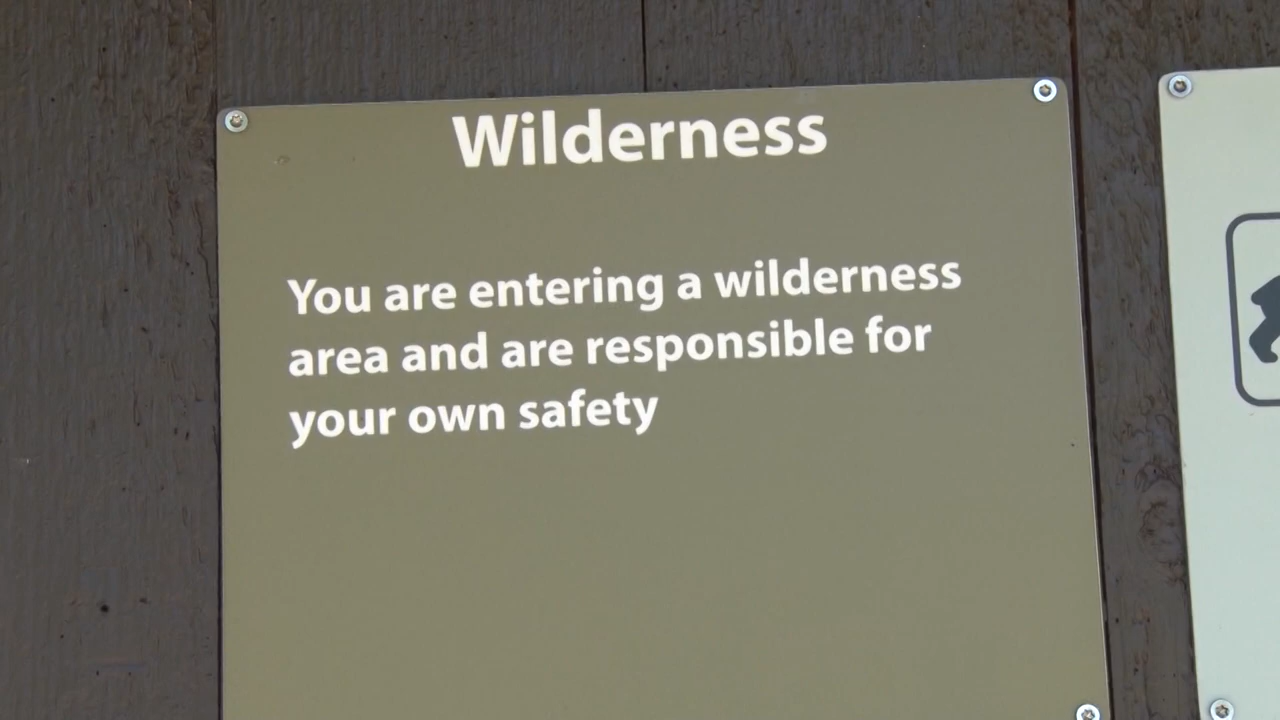 Wilderness
You are entering a wilderness
area and are responsible for
your own safety